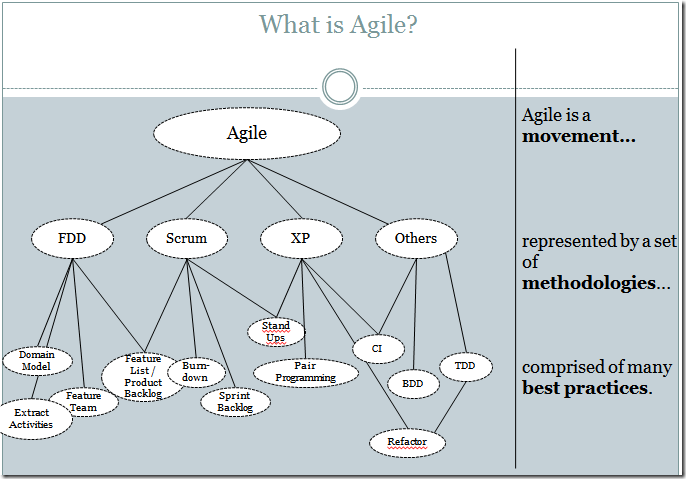 What is Agile?
Agile is a
movement…
Agile
FDD
Scrum
XP
Others
represented by a set
of
methodologies…
Stand
Ups
CI
Domain
Model
Feature
List /
Product
Backlog
Burn-
down
Pair
Programming
BDD
TDD
comprised of many
best practices.
Extract
Activities
Feature
Team
Sprint
Backlog
Refactor